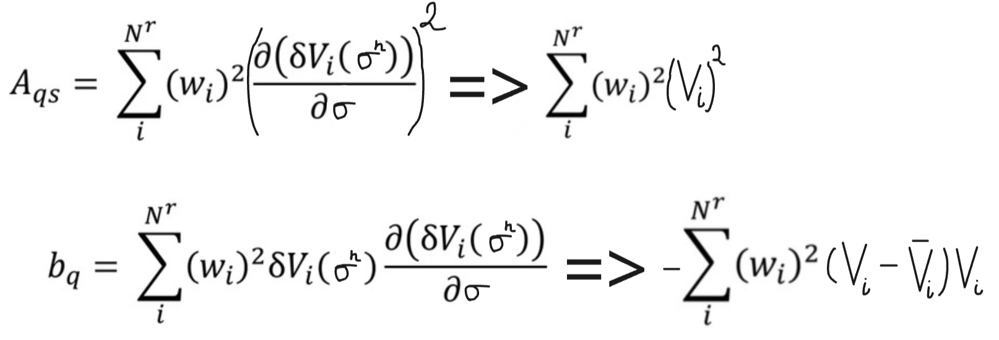 $A_{qs} = \sum_{i}^{N^r} (w_i)^2 \left( \frac{\partial(\delta V_i(\sigma^n))}{\partial \sigma} \right)^2 => \sum_{i}^{N^r} (w_i)^2 (V_i)^2$
$b_q = \sum_{i}^{N^r} (w_i)^2 \delta V_i(\sigma^n) \frac{\partial(\delta V_i(\sigma^n))}{\partial \sigma} => - \sum_{i}^{N^r} (w_i)^2 (V_i - \overline{V}_i) V_i$